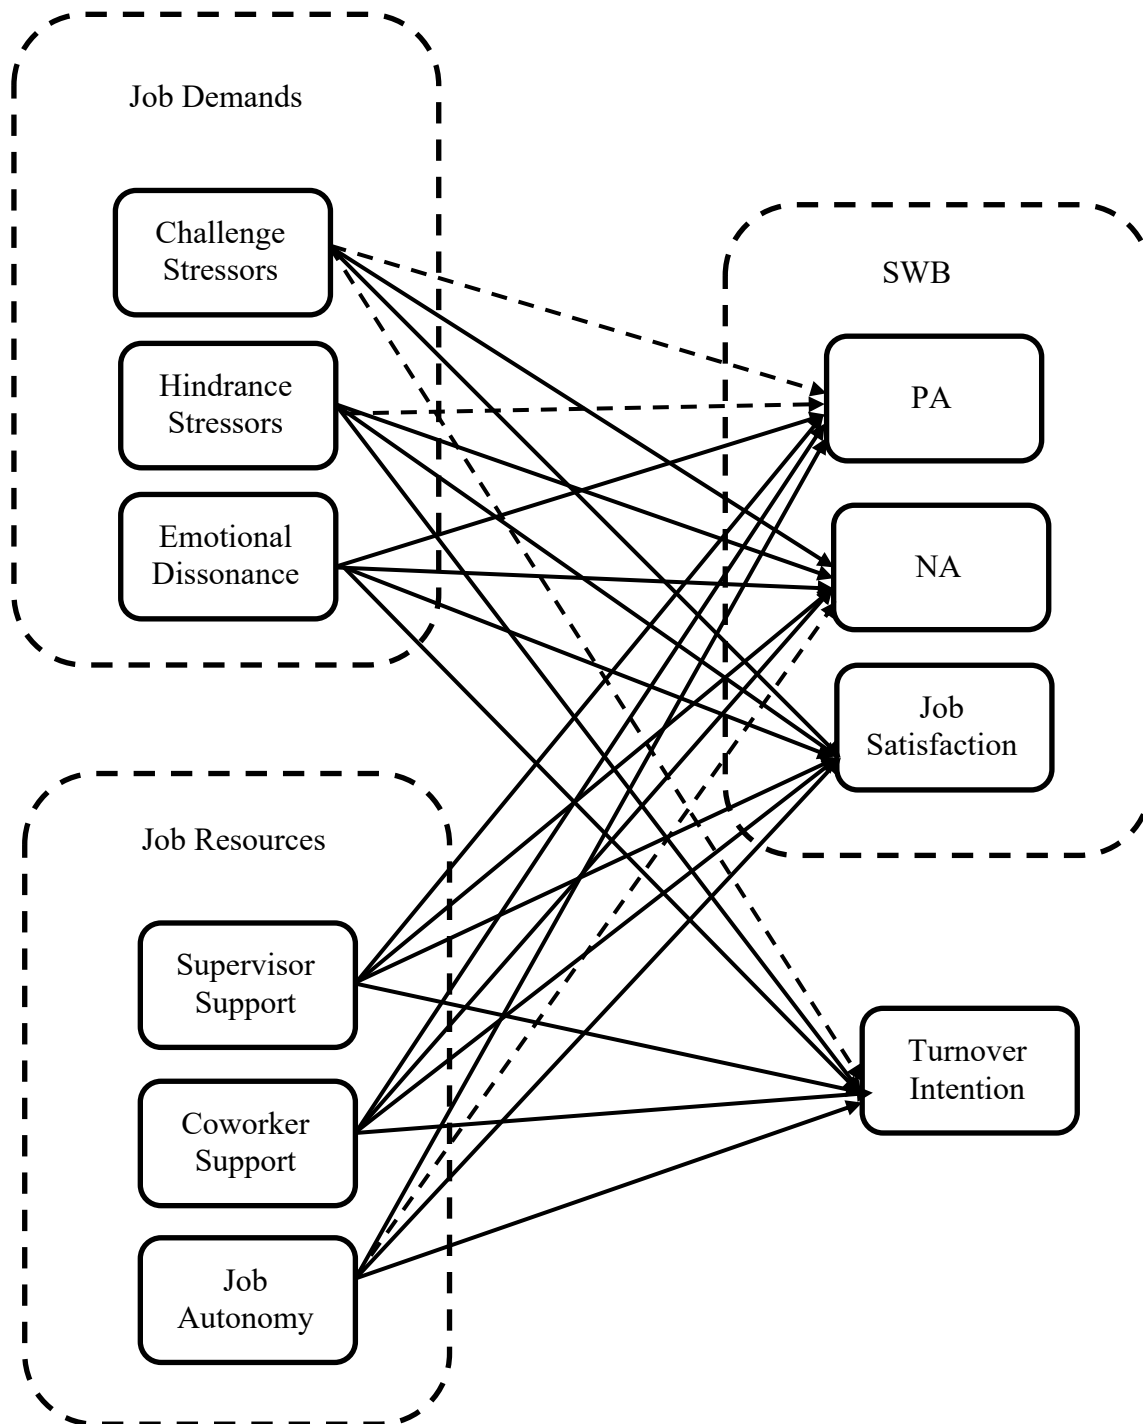 Job Demands
Challenge
Stressors
Hindrance
Stressors
Emotional
Dissonance
Job Resources
Supervisor
Support
Coworker
Support
Job
Autonomy
SWB
PA
NA
Job
Satisfaction
Turnover
Intention